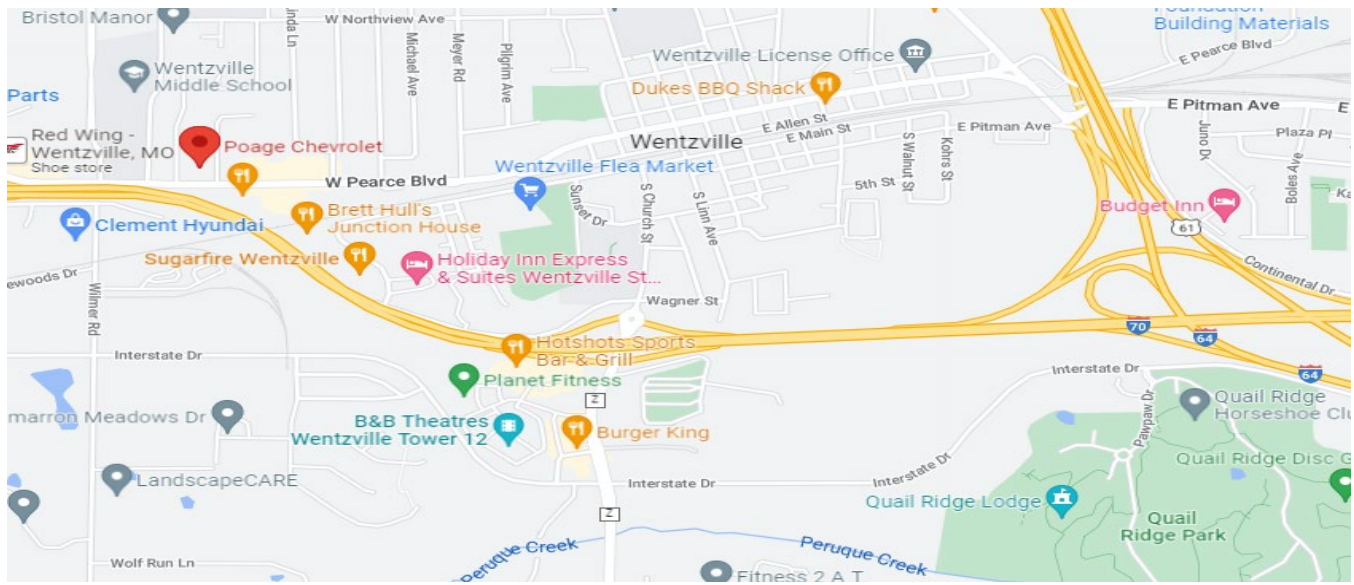 Bristol Manor
W Northview Ave
Linda Ln
Michael Ave
Meyer Rd
Pilgrim Ave
Building Materials
Wentzville License Office
E Pearce Blvd
Wentzville
Middle School
Dukes BBQ Shack
Parts
E Pitman Ave
Red Wing -
Wentzville, MO
Shoe store
Poage Chevrolet
E Allen St
E Main St
Wentzville
E Pitman Ave
S Walnut St
Kohrs St
Juno Dr
Plaza Pl
Boles Ave
Ka
W Pearce Blvd
Wentzville Flea Market
5th St
Sunset Dr
S Church St
S Linn Ave
Clement Hyundai
Brett Hull's
Junction House
Budget Inn
61
Sugarfire Wentzville
Holiday Inn Express
& Suites Wentzville St...
Continental Dr
ewoods Dr
Wilmer Rd
Wagner St
70
64
Interstate Dr
Hotshots Sports
Bar & Grill
Interstate Dr
64
Planet Fitness
Z
Pawpaw Dr
Quail Ridge
Horseshoe Clu
marron Meadows Dr
B&B Theatres
Wentzville Tower 12
Burger King
Quail Ridge Disc G
LandscapeCARE
Interstate Dr
Interstate Dr
Quail Ridge Lodge
Z
Quail
Ridge Park
Wolf Run Ln
Peruque Creek
Peruque Creek
Fitness 2 A T